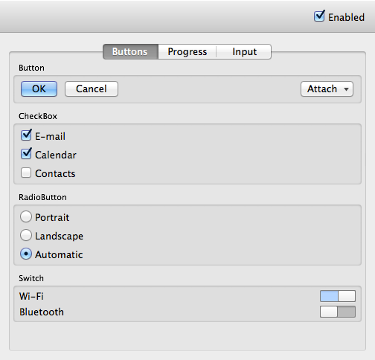 Enabled
Buttons Progress Input
Button
OK Cancel Attach
CheckBox
E-mail
Calendar
Contacts
RadioButton
Portrait
Landscape
Automatic
Switch
Wi-Fi
Bluetooth